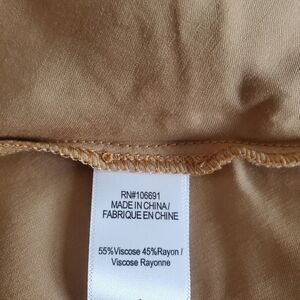 RN#106691
MADE IN CHINA/
FABRIQUE EN CHINE
55%Viscose 45%Rayon /
Viscose Rayonne